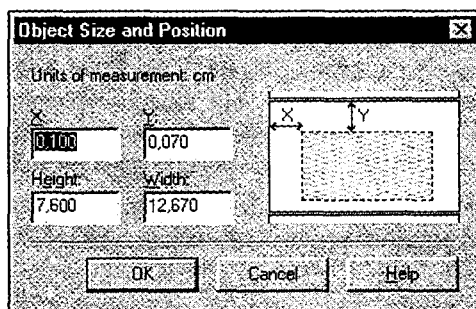 Object Size and Position
Units of measurement: cm
X: Y:
0,100 0,070
Height: Width:
7,600 12,670
X Y
OK Cancel Help